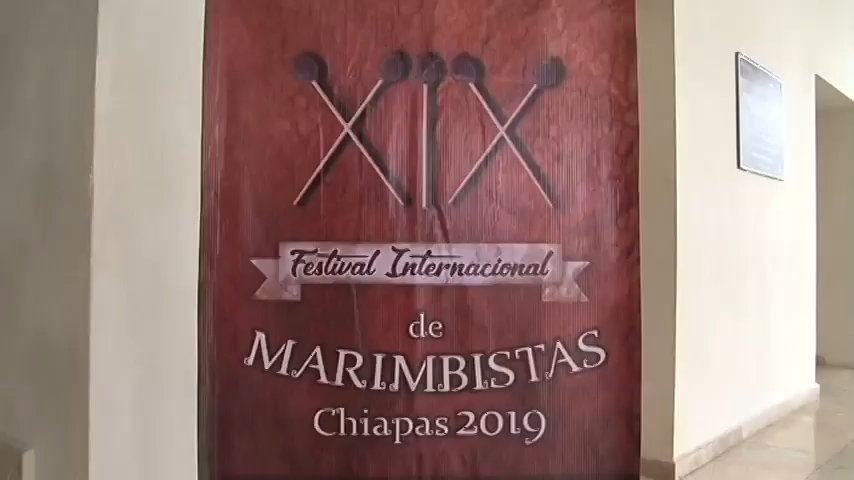 XIX
Festival Internacional
de
MARIMBISTAS
Chiapas 2019